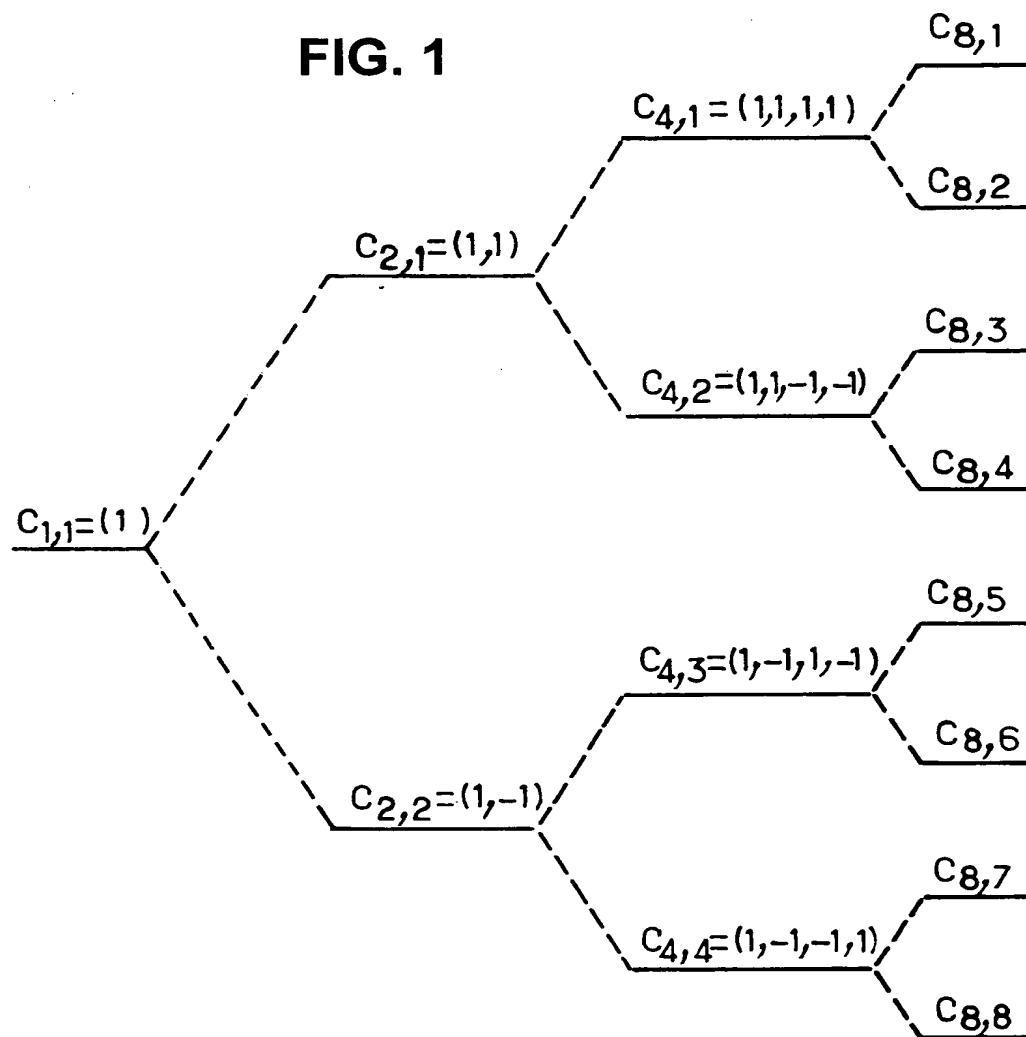 FIG. 1
C8,1
C4,1=(1,1,1,1)
C8,2
C2,1=(1,1)
C8,3
C4,2=(1,1,-1,-1)
C8,4
C1,1=(1)
C8,5
C4,3=(1,-1,1,-1)
C8,6
C2,2=(1,-1)
C8,7
C4,4=(1,-1,-1,1)
C8,8